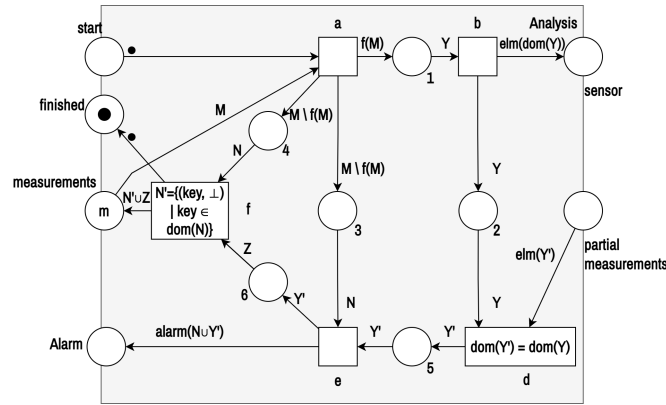 start
a
b
Analysis
f(M)
Y
elm(dom(Y))
1
sensor
finished
M
M \ f(M)
4
N
M \ f(M)
Y
measurements
m
N'∪Z
N'={(key, ⊥)
| key ∈
dom(N)}
f
3
2
partial
measurements
Z
elm(Y')
6
Y'
N
Y
Alarm
alarm(N∪Y')
Y'
Y'
5
dom(Y') = dom(Y)
e
d